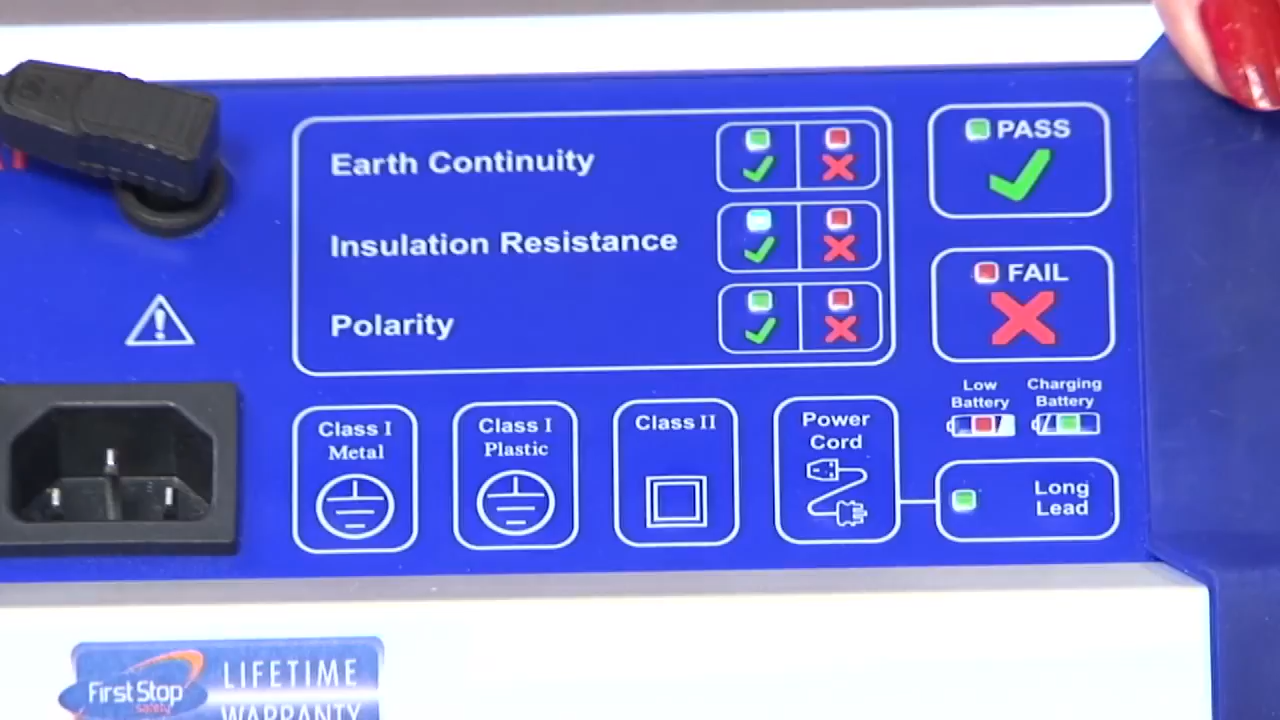 Earth Continuity
Insulation Resistance
Polarity
PASS
FAIL
Low
Battery
Charging
Battery
Class I
Metal
Class I
Plastic
Class II
Power
Cord
Long
Lead
First Stop
safety
LIFETIME
WARRANTY